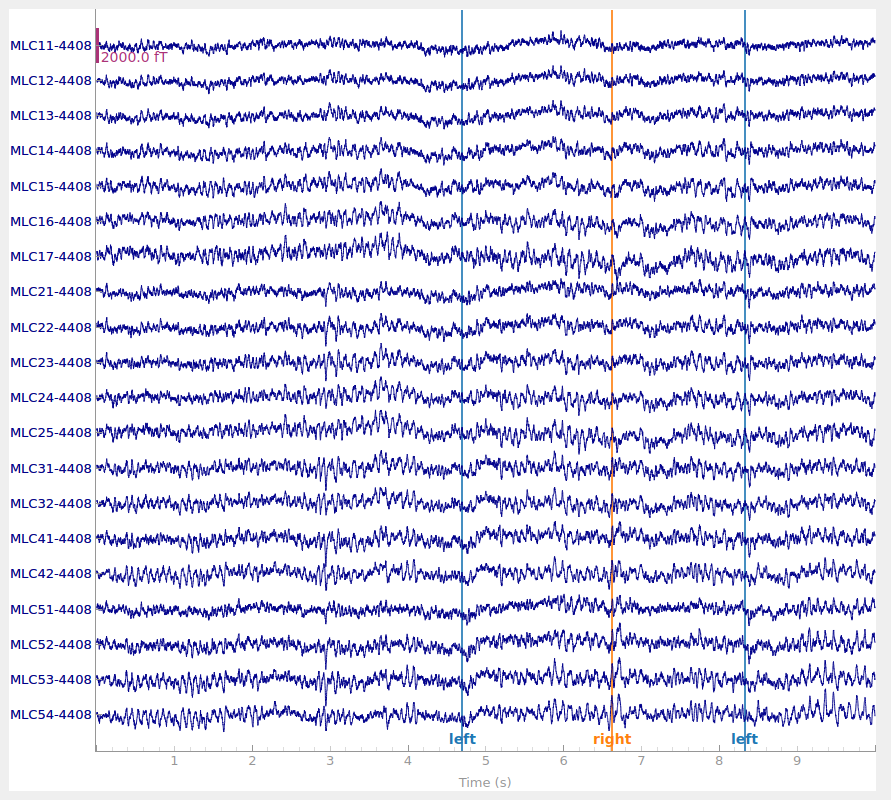 MLC11-4408
2000.0 fT
MLC12-4408
MLC13-4408
MLC14-4408
MLC15-4408
MLC16-4408
MLC17-4408
MLC21-4408
MLC22-4408
MLC23-4408
MLC24-4408
MLC25-4408
MLC31-4408
MLC32-4408
MLC41-4408
MLC42-4408
MLC51-4408
MLC52-4408
MLC53-4408
MLC54-4408
left right left
1 2 3 4 5 6 7 8 9
Time (s)